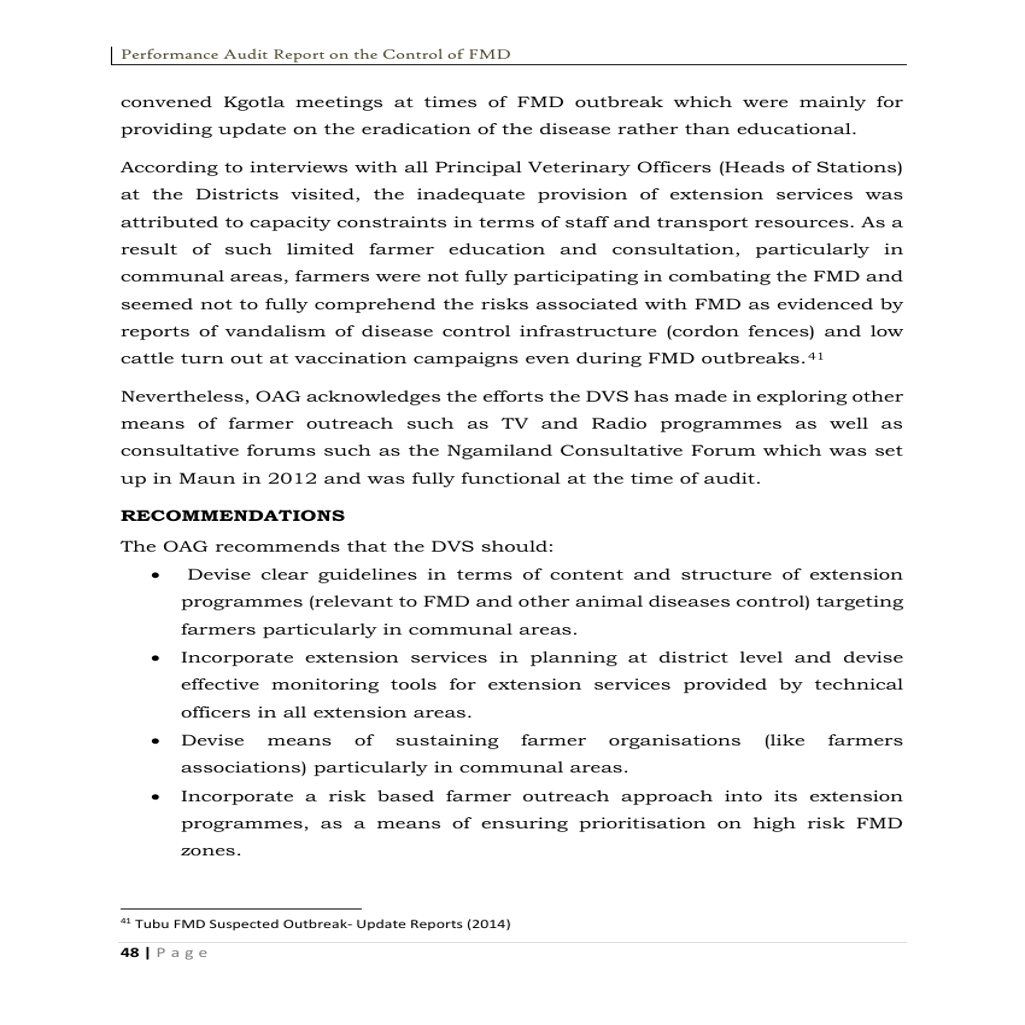 Performance Audit Report on the Control of FMD
convened Kgotla meetings at times of FMD outbreak which were mainly for
providing update on the eradication of the disease rather than educational.
According to interviews with all Principal Veterinary Officers (Heads of Stations)
at the Districts visited, the inadequate provision of extension services was
attributed to capacity constraints in terms of staff and transport resources. As a
result of such limited farmer education and consultation, particularly in
communal areas, farmers were not fully participating in combating the FMD and
seemed not to fully comprehend the risks associated with FMD as evidenced by
reports of vandalism of disease control infrastructure (cordon fences) and low
cattle turn out at vaccination campaigns even during FMD outbreaks.41
Nevertheless, OAG acknowledges the efforts the DVS has made in exploring other
means of farmer outreach such as TV and Radio programmes as well as
consultative forums such as the Ngamiland Consultative Forum which was set
up in Maun in 2012 and was fully functional at the time of audit.
RECOMMENDATIONS
The OAG recommends that the DVS should:
• Devise clear guidelines in terms of content and structure of extension
programmes (relevant to FMD and other animal diseases control) targeting
farmers particularly in communal areas.
• Incorporate extension services in planning at district level and devise
effective monitoring tools for extension services provided by technical
officers in all extension areas.
• Devise means of sustaining farmer organisations (like farmers
associations) particularly in communal areas.
• Incorporate a risk based farmer outreach approach into its extension
programmes, as a means of ensuring prioritisation on high risk FMD
zones.
41 Tubu FMD Suspected Outbreak- Update Reports (2014)
48 | Page